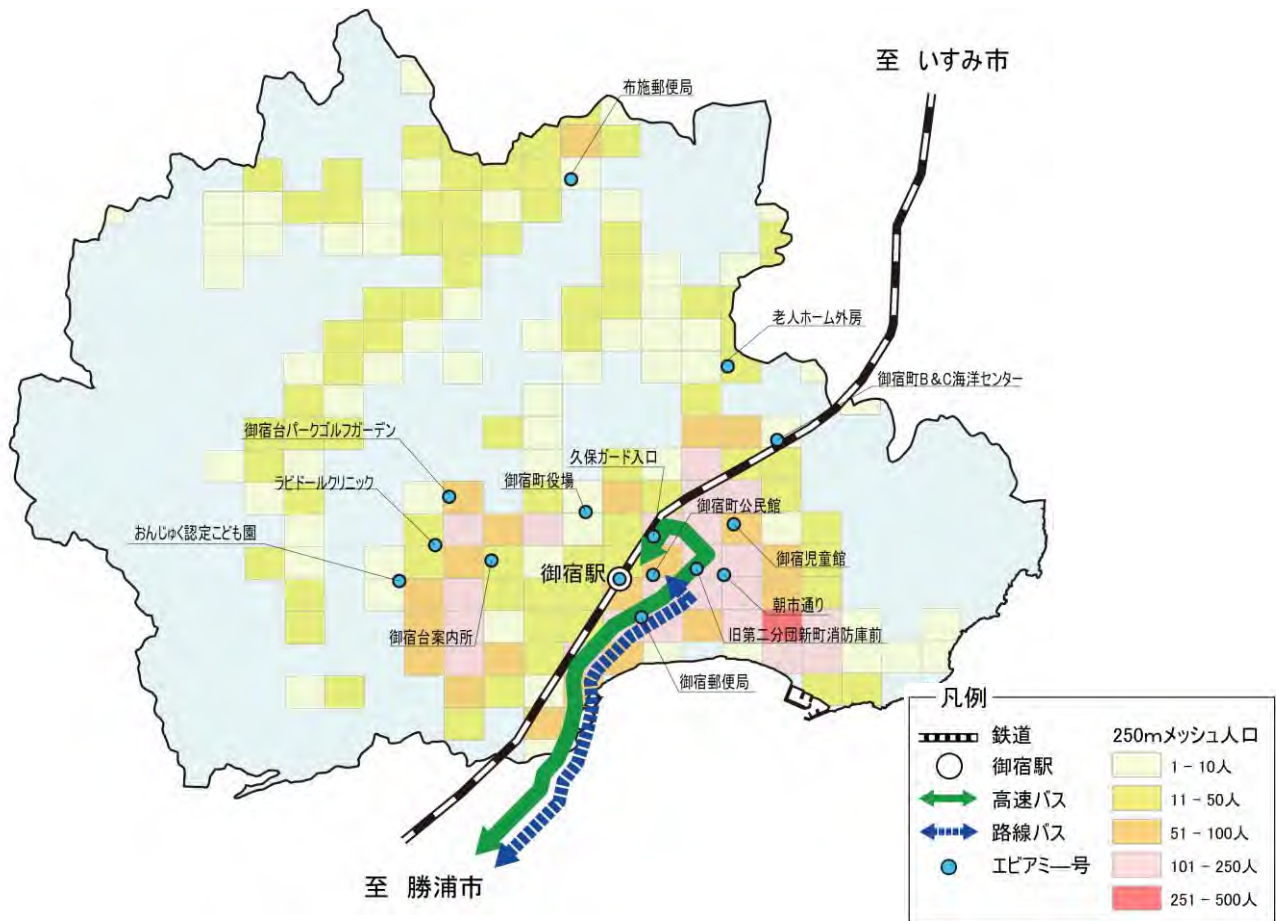 至 いすみ市
布施郵便局
老人ホーム外房
御宿町B&C海洋センター
御宿台パークゴルフガーデン
久保ガード入口
ラビドールクリニック
御宿町役場
御宿町公民館
おんじゅく認定こども園
御宿児童館
御宿駅
朝市通り
御宿台案内所
旧第二分団新町消防庫前
御宿郵便局
至 勝浦市
凡例
鉄道
御宿駅
高速バス
路線バス
エビアミー号
250mメッシュ人口
1 - 10人
11 - 50人
51 - 100人
101 - 250人
251 - 500人